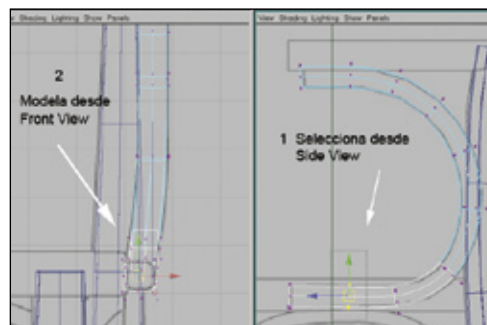 View Shading Lighting Show Panels
View Shading Lighting Show Panels
2
Modela desde
Front View
1 Selecciona desde
Side View